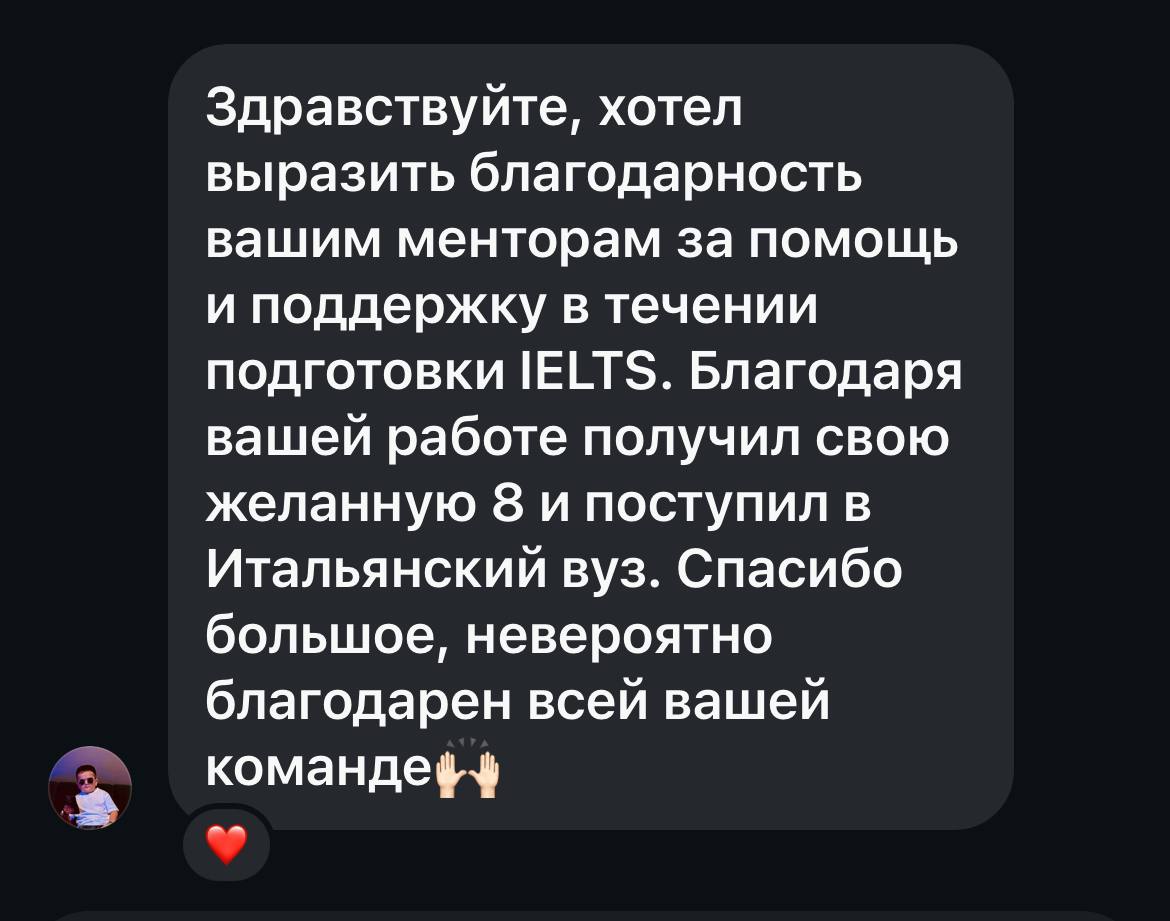 Здравствуйте, хотел
выразить благодарность
вашим менторам за помощь
и поддержку в течении
подготовки IELTS. Благодаря
вашей работе получил свою
желанную 8 и поступил в
Итальянский вуз. Спасибо
большое, невероятно
благодарен всей вашей
команде🙌🏻
❤️